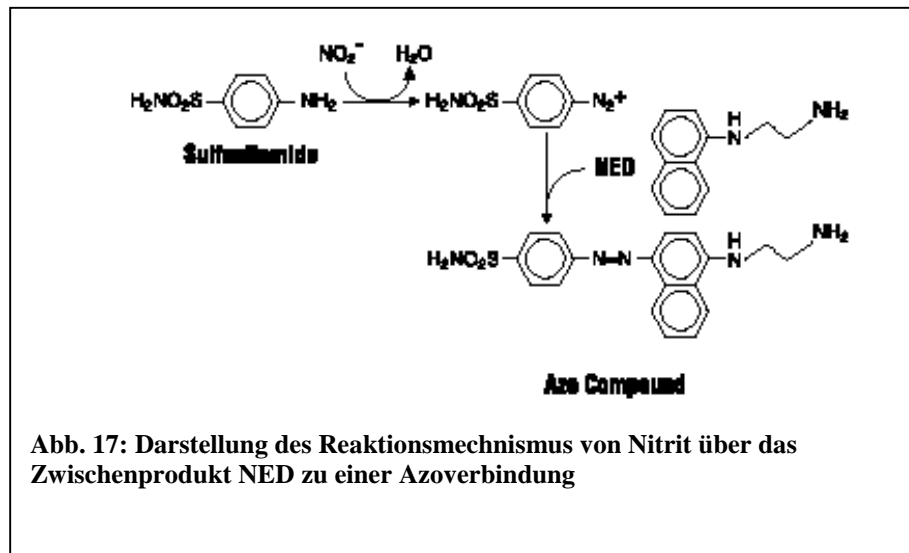 NO₂⁻ H₂O
H₂NO₂S NH₂ H₂NO₂S N₂⁺
Sulfanilamide
H N NH₂
NED
H₂NO₂S N=N H N NH₂
Azo Compound
Abb. 17: Darstellung des Reaktionsmechnismus von Nitrit über das
Zwischenprodukt NED zu einer Azoverbindung